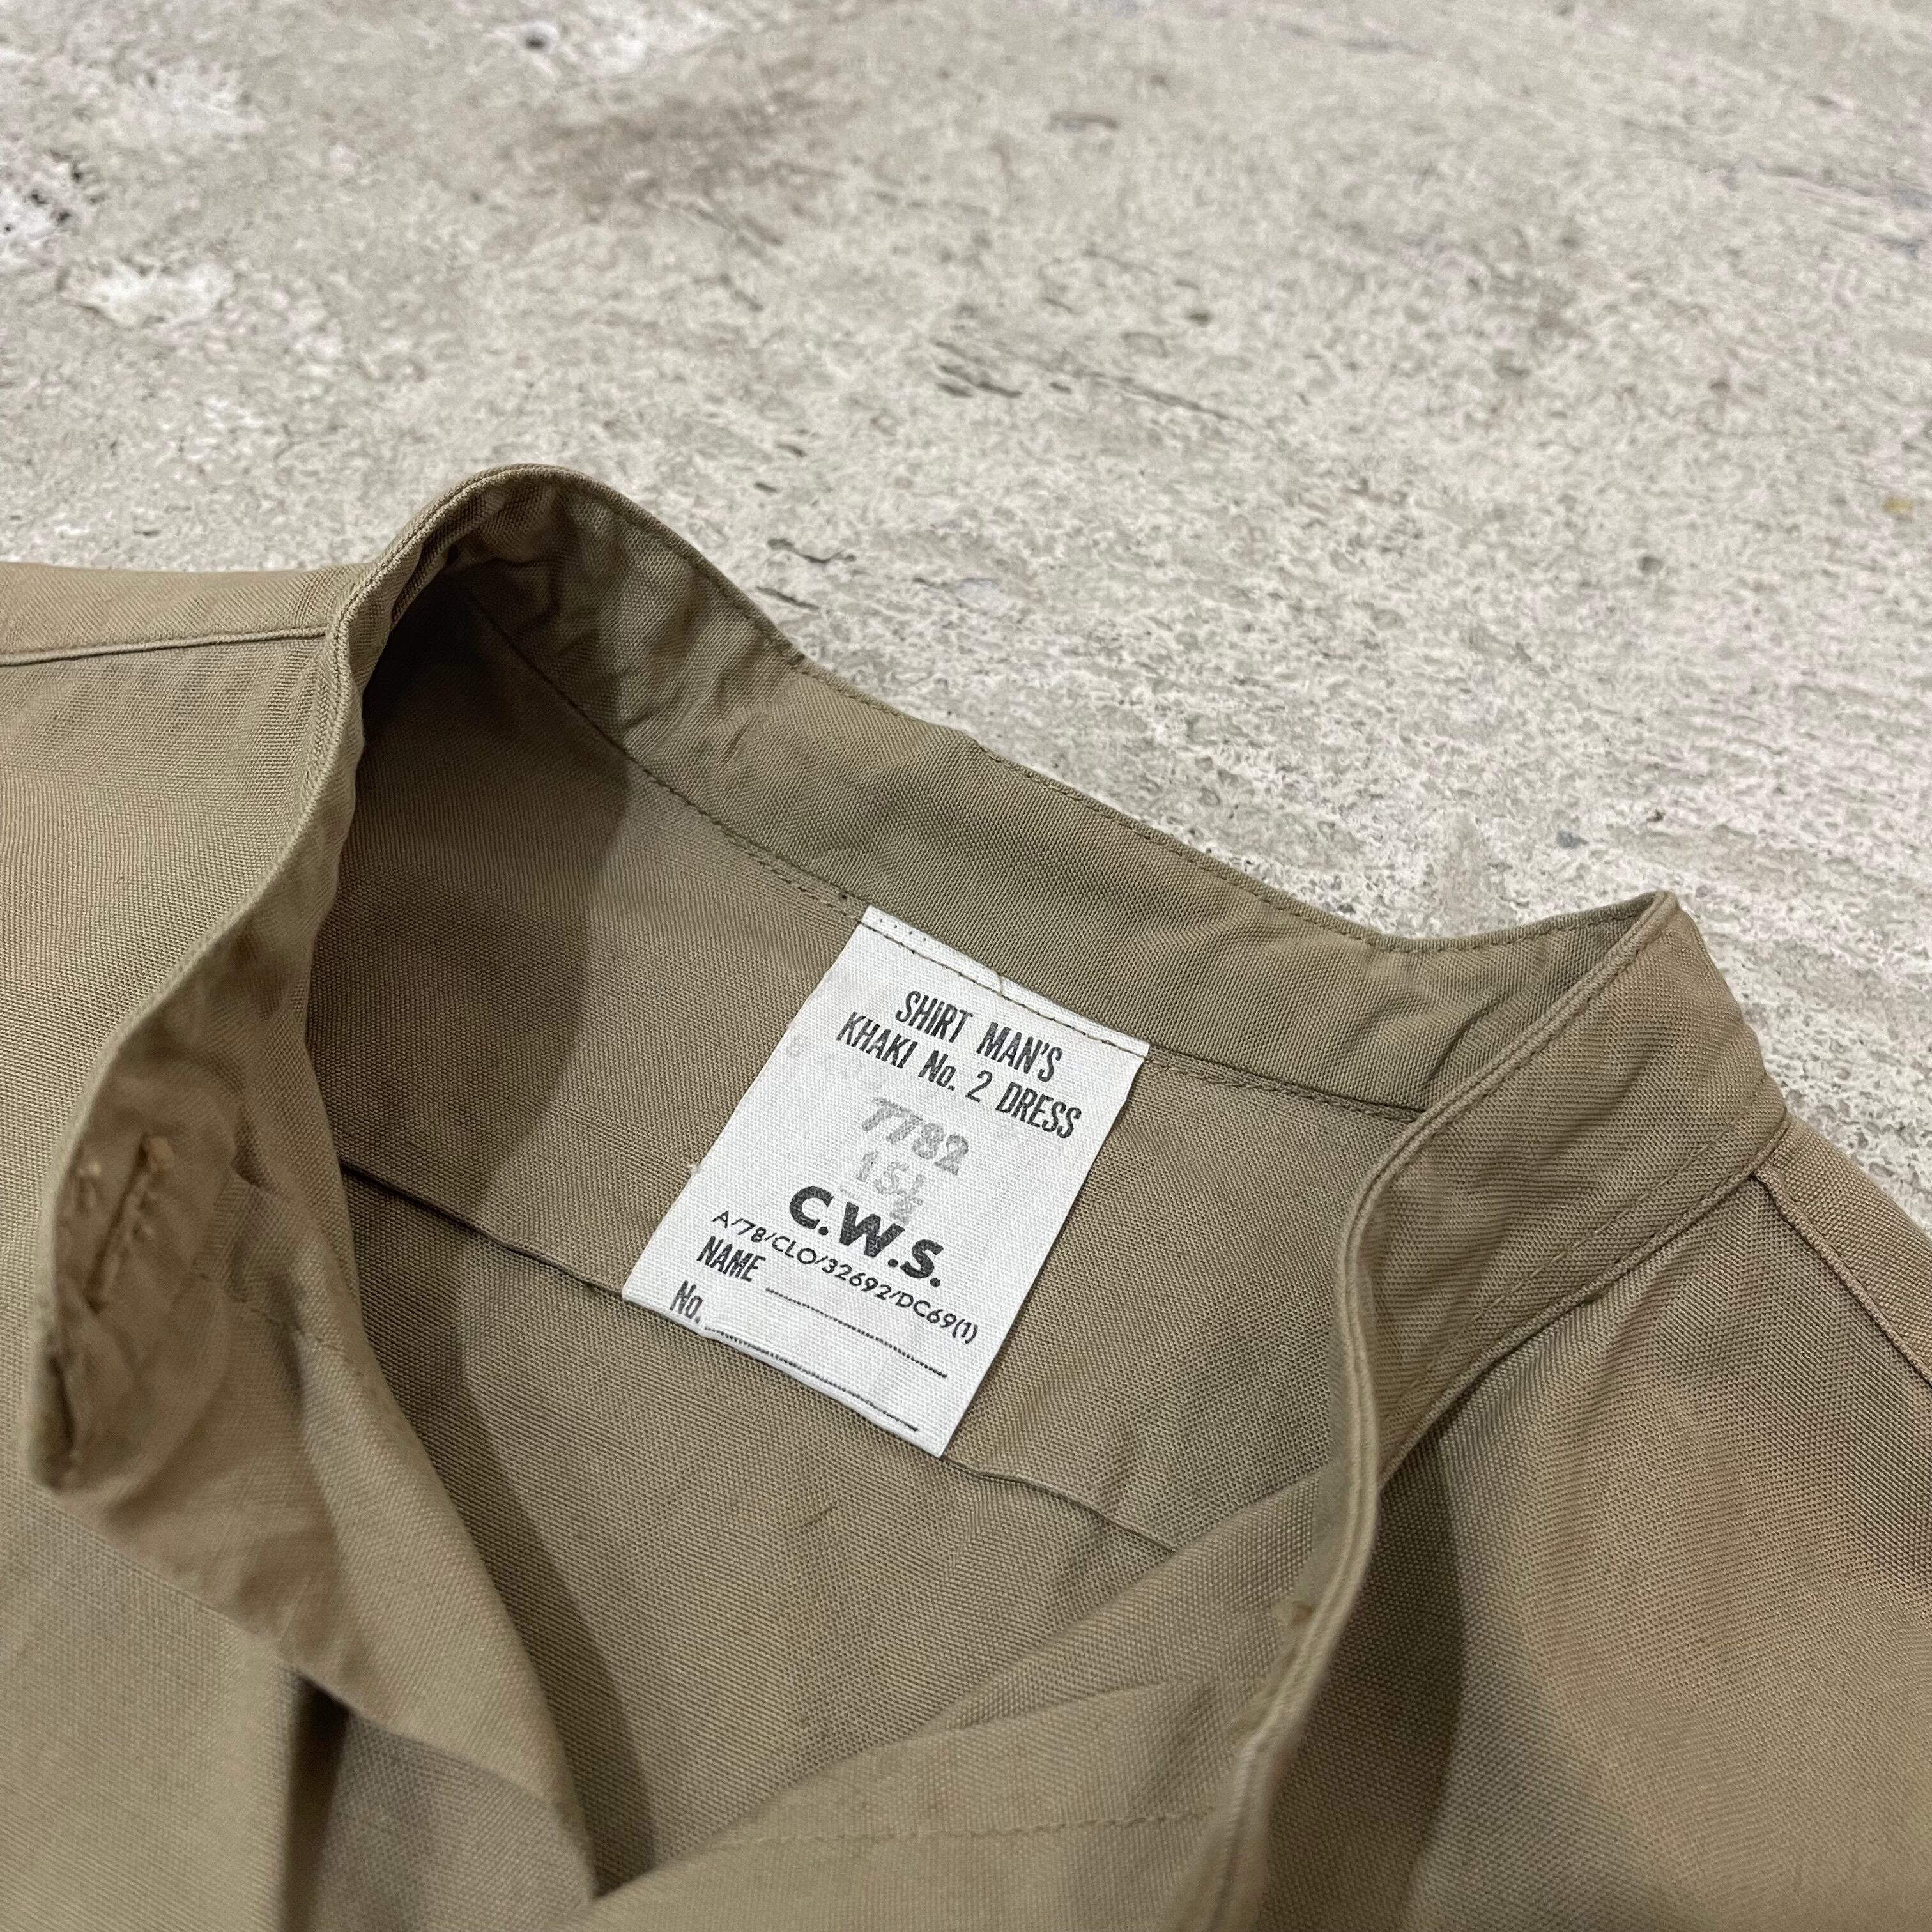 SHIRT MAN'S
KHAKI No. 2 DRESS
7782
15½
C.W.S.
A/78/CLO/32692/DC69(1)
NAME
No.